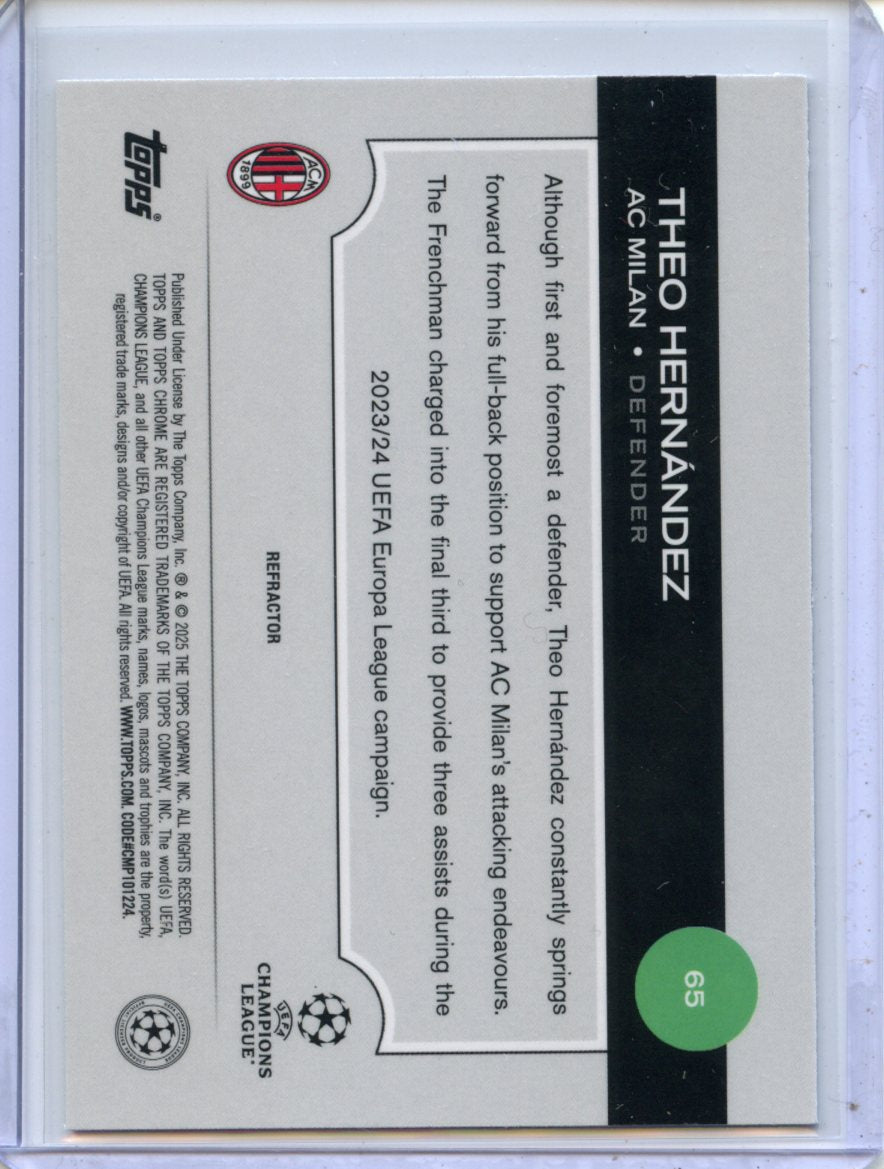 65
THEO HERNÁNDEZ
AC MILAN • DEFENDER
Although first and foremost a defender, Theo Hernández constantly springs
forward from his full-back position to support AC Milan's attacking endeavours.
The Frenchman charged into the final third to provide three assists during the
2023/24 UEFA Europa League campaign.
ACM
1899
REFRACTOR
UEFA
CHAMPIONS
LEAGUE®
topps®
Published Under License by The Topps Company, Inc. ® & © 2025 THE TOPPS COMPANY, INC. ALL RIGHTS RESERVED.
TOPPS AND TOPPS CHROME ARE REGISTERED TRADEMARKS OF THE TOPPS COMPANY, INC. The word(s) UEFA,
CHAMPIONS LEAGUE, and all other UEFA Champions League marks, names, logos, mascots and trophies are the property,
registered trade marks, designs and/or copyright of UEFA. All rights reserved. WWW.TOPPS.COM. CODE#CMP101224.